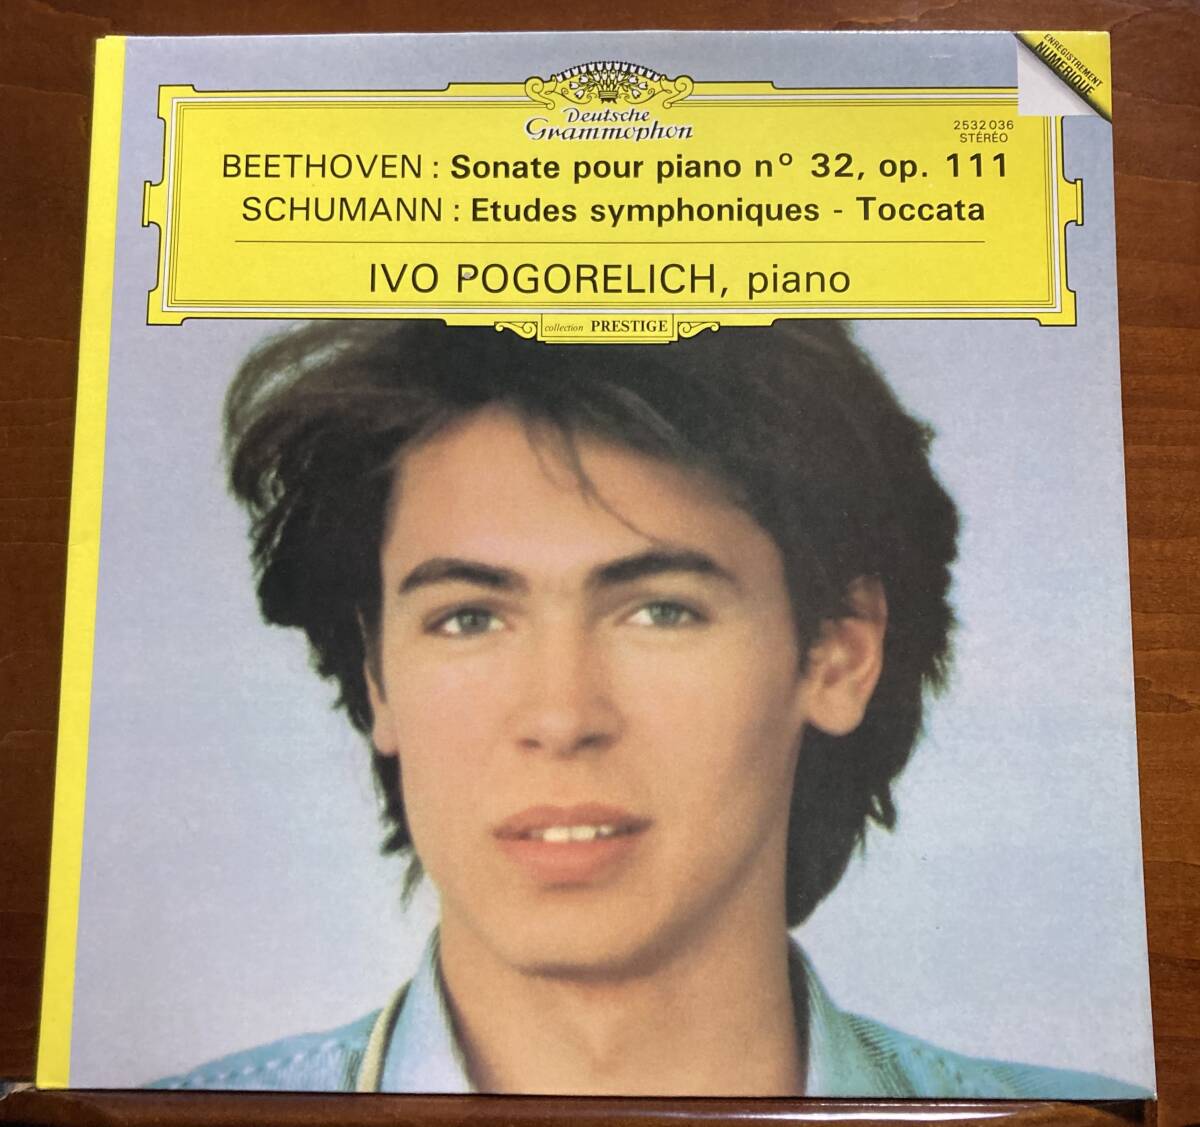 ENREGISTREMENT
NUMERIQUE
Deutsche
Grammophon
2532 036
STÉRÉO
BEETHOVEN : Sonate pour piano n° 32, op. 111
SCHUMANN : Etudes symphoniques - Toccata
IVO POGORELICH, piano
collection PRESTIGE